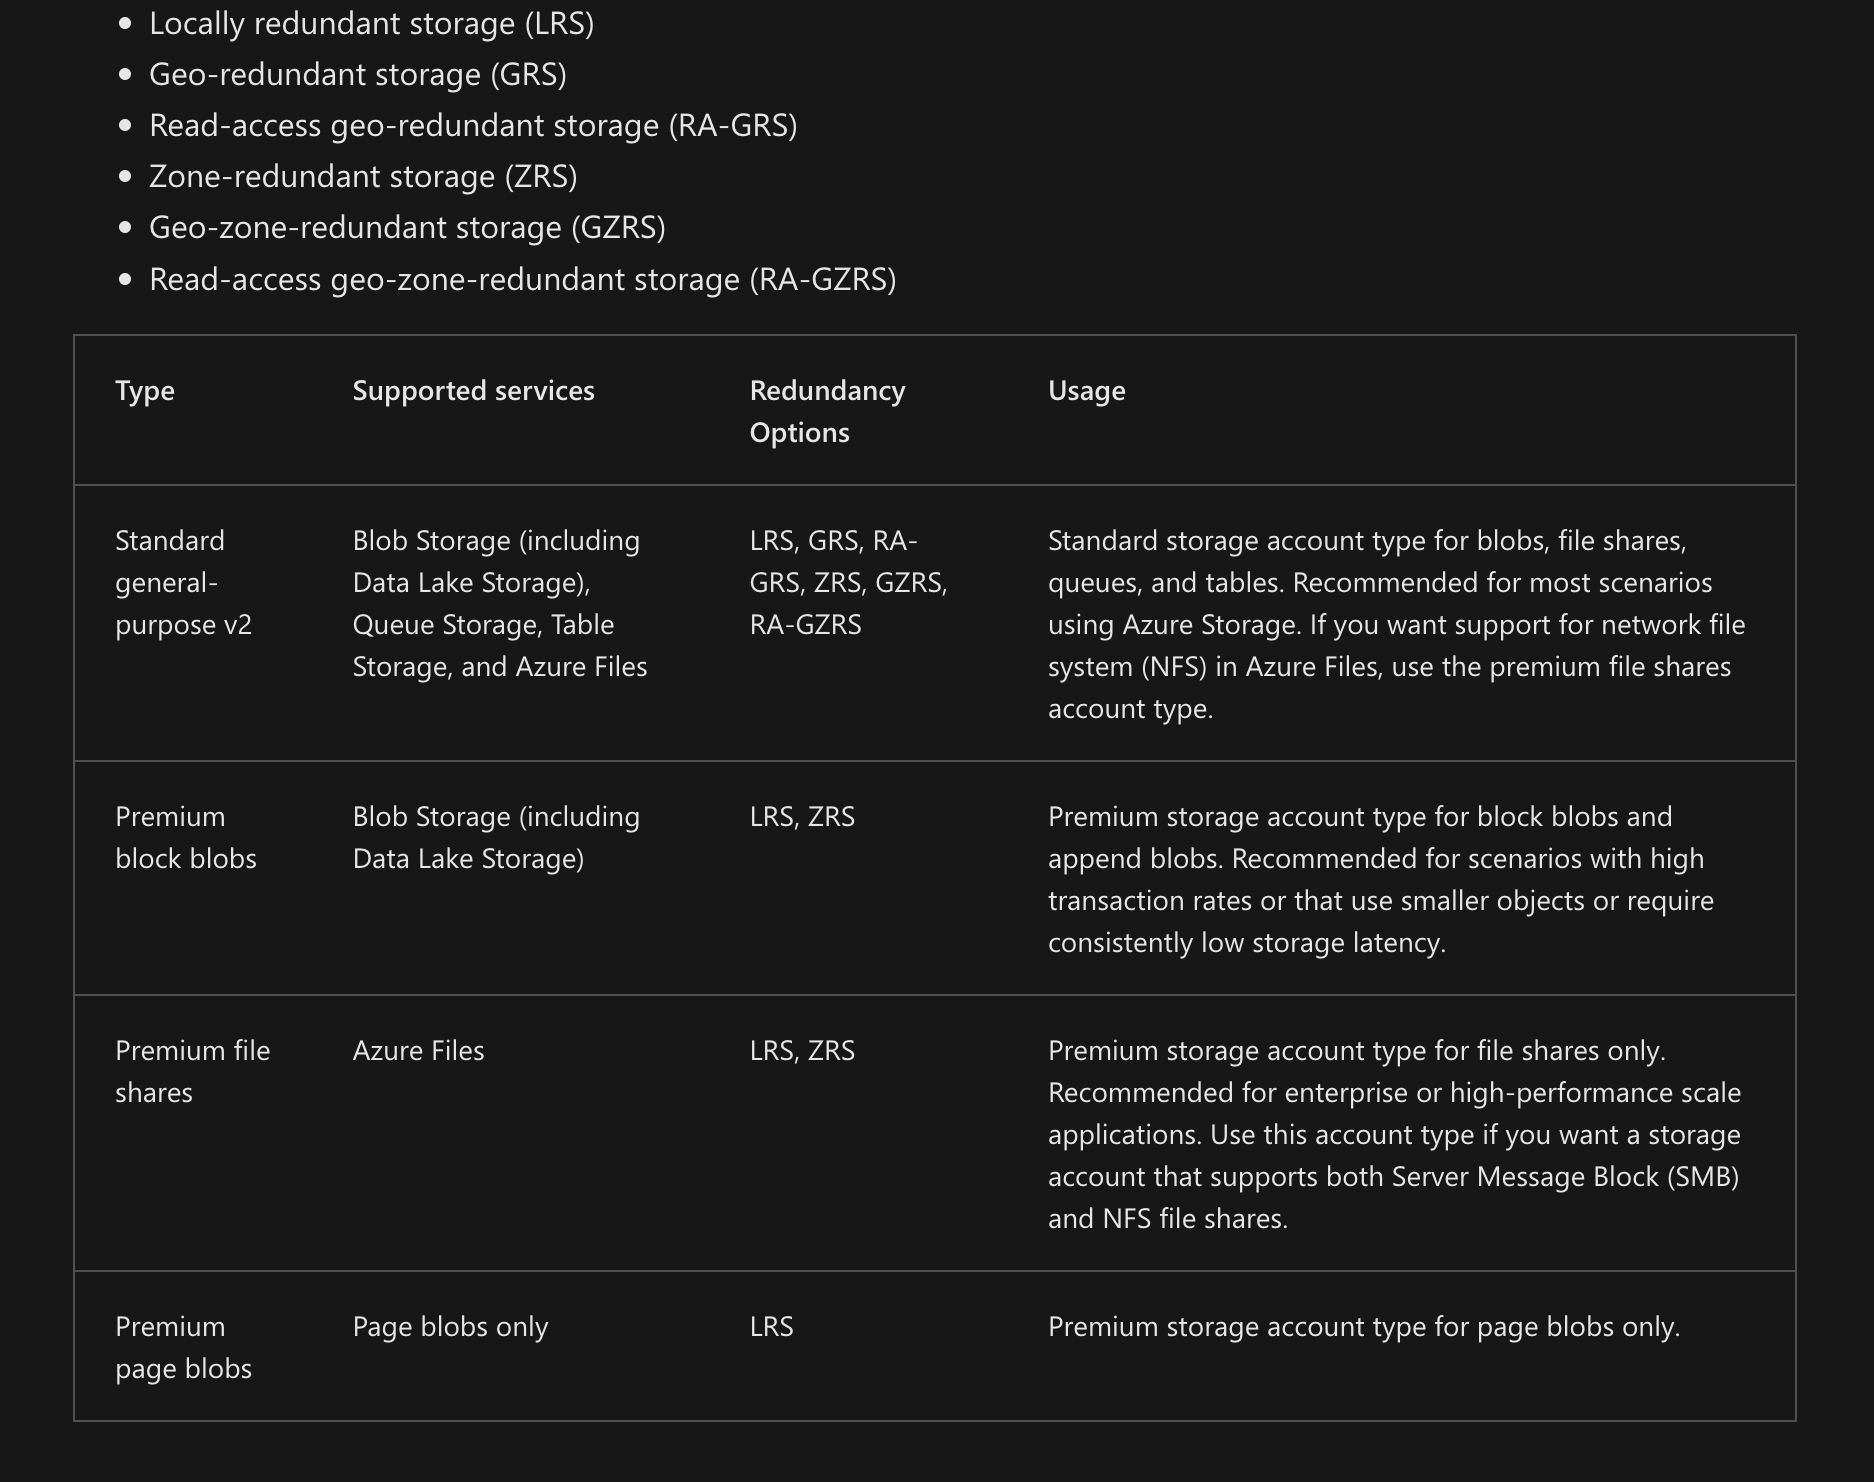 Locally redundant storage (LRS)
Geo-redundant storage (GRS)
Read-access geo-redundant storage (RA-GRS)
Zone-redundant storage (ZRS)
Geo-zone-redundant storage (GZRS)
Read-access geo-zone-redundant storage (RA-GZRS)
Type
Supported services
Redundancy
Options
Usage
Standard
general-
purpose v2
Blob Storage (including
Data Lake Storage),
Queue Storage, Table
Storage, and Azure Files
LRS, GRS, RA-
GRS, ZRS, GZRS,
RA-GZRS
Standard storage account type for blobs, file shares,
queues, and tables. Recommended for most scenarios
using Azure Storage. If you want support for network file
system (NFS) in Azure Files, use the premium file shares
account type.
Premium
block blobs
Blob Storage (including
Data Lake Storage)
LRS, ZRS
Premium storage account type for block blobs and
append blobs. Recommended for scenarios with high
transaction rates or that use smaller objects or require
consistently low storage latency.
Premium file
shares
Azure Files
LRS, ZRS
Premium storage account type for file shares only.
Recommended for enterprise or high-performance scale
applications. Use this account type if you want a storage
account that supports both Server Message Block (SMB)
and NFS file shares.
Premium
page blobs
Page blobs only
LRS
Premium storage account type for page blobs only.